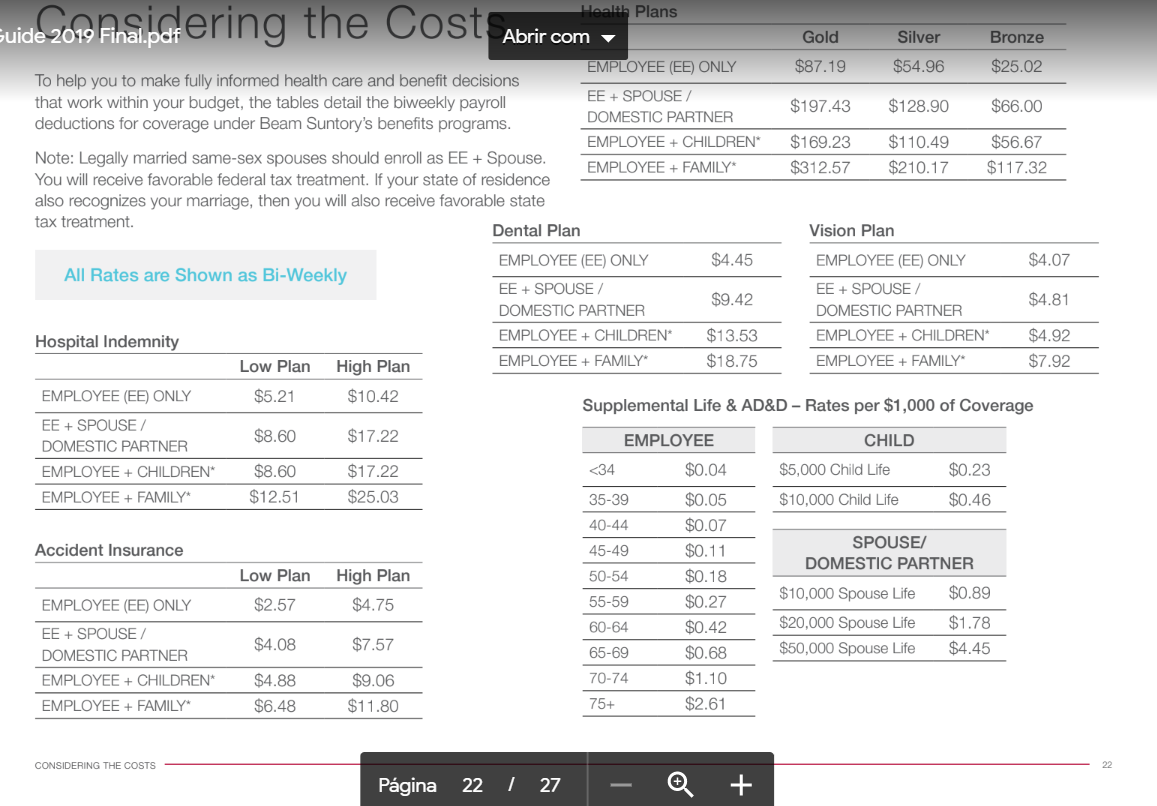 Considering the Costs
Guide 2019 Final.pdf
Abrir com
To help you to make fully informed health care and benefit decisions
that work within your budget, the tables detail the biweekly payroll
deductions for coverage under Beam Suntory's benefits programs.
Note: Legally married same-sex spouses should enroll as EE + Spouse.
You will receive favorable federal tax treatment. If your state of residence
also recognizes your marriage, then you will also receive favorable state
tax treatment.
All Rates are Shown as Bi-Weekly
Health Plans
Gold Silver Bronze
EMPLOYEE (EE) ONLY $87.19 $54.96 $25.02
EE + SPOUSE /
DOMESTIC PARTNER $197.43 $128.90 $66.00
EMPLOYEE + CHILDREN* $169.23 $110.49 $56.67
EMPLOYEE + FAMILY* $312.57 $210.17 $117.32
Dental Plan
EMPLOYEE (EE) ONLY $4.45
EE + SPOUSE /
DOMESTIC PARTNER $9.42
EMPLOYEE + CHILDREN* $13.53
EMPLOYEE + FAMILY* $18.75
Vision Plan
EMPLOYEE (EE) ONLY $4.07
EE + SPOUSE /
DOMESTIC PARTNER $4.81
EMPLOYEE + CHILDREN* $4.92
EMPLOYEE + FAMILY* $7.92
Hospital Indemnity
Low Plan High Plan
EMPLOYEE (EE) ONLY $5.21 $10.42
EE + SPOUSE /
DOMESTIC PARTNER $8.60 $17.22
EMPLOYEE + CHILDREN* $8.60 $17.22
EMPLOYEE + FAMILY* $12.51 $25.03
Accident Insurance
Low Plan High Plan
EMPLOYEE (EE) ONLY $2.57 $4.75
EE + SPOUSE /
DOMESTIC PARTNER $4.08 $7.57
EMPLOYEE + CHILDREN* $4.88 $9.06
EMPLOYEE + FAMILY* $6.48 $11.80
Supplemental Life & AD&D – Rates per $1,000 of Coverage
EMPLOYEE
<34 $0.04
35-39 $0.05
40-44 $0.07
45-49 $0.11
50-54 $0.18
55-59 $0.27
60-64 $0.42
65-69 $0.68
70-74 $1.10
75+ $2.61
CHILD
$5,000 Child Life $0.23
$10,000 Child Life $0.46
SPOUSE/
DOMESTIC PARTNER
$10,000 Spouse Life $0.89
$20,000 Spouse Life $1.78
$50,000 Spouse Life $4.45
CONSIDERING THE COSTS 22
Página 22 / 27